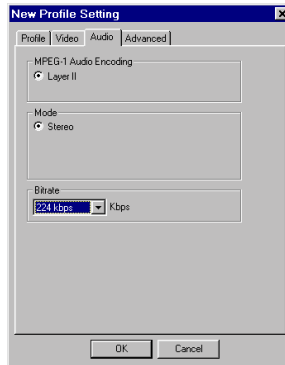 New Profile Setting
Profile Video Audio Advanced
MPEG-1 Audio Encoding
Layer II
Mode
Stereo
Bitrate
224 kbps Kbps
OK Cancel